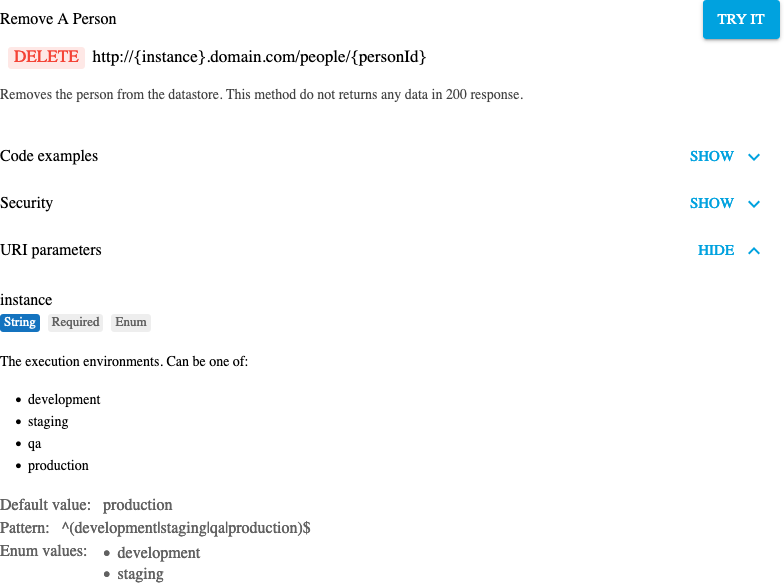 Remove A Person
TRY IT
DELETE http://{instance}.domain.com/people/{personId}
Removes the person from the datastore. This method do not returns any data in 200 response.
Code examples SHOW
Security SHOW
URI parameters HIDE
instance
String Required Enum
The execution environments. Can be one of:
• development
• staging
• qa
• production
Default value: production
Pattern: ^(development|staging|qa|production)$
Enum values: • development
• staging